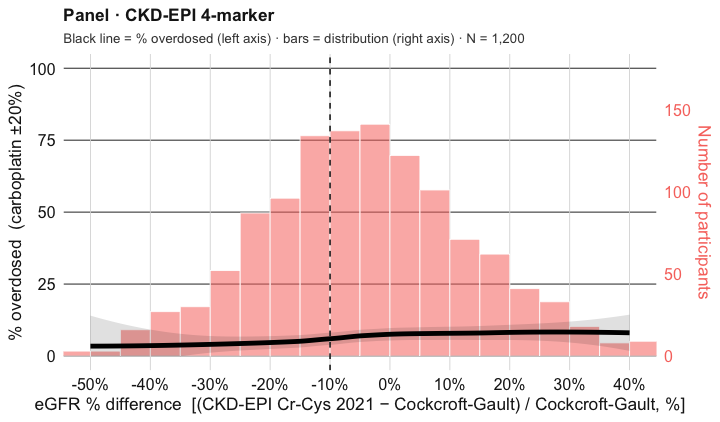 Panel · CKD-EPI 4-marker
Black line = % overdosed (left axis) · bars = distribution (right axis) · N = 1,200
% overdosed (carboplatin ±20%)
100
75
50
25
0
Number of participants
150
100
50
0
-50% -40% -30% -20% -10% 0% 10% 20% 30% 40%
eGFR % difference [(CKD-EPI Cr-Cys 2021 − Cockcroft-Gault) / Cockcroft-Gault, %]